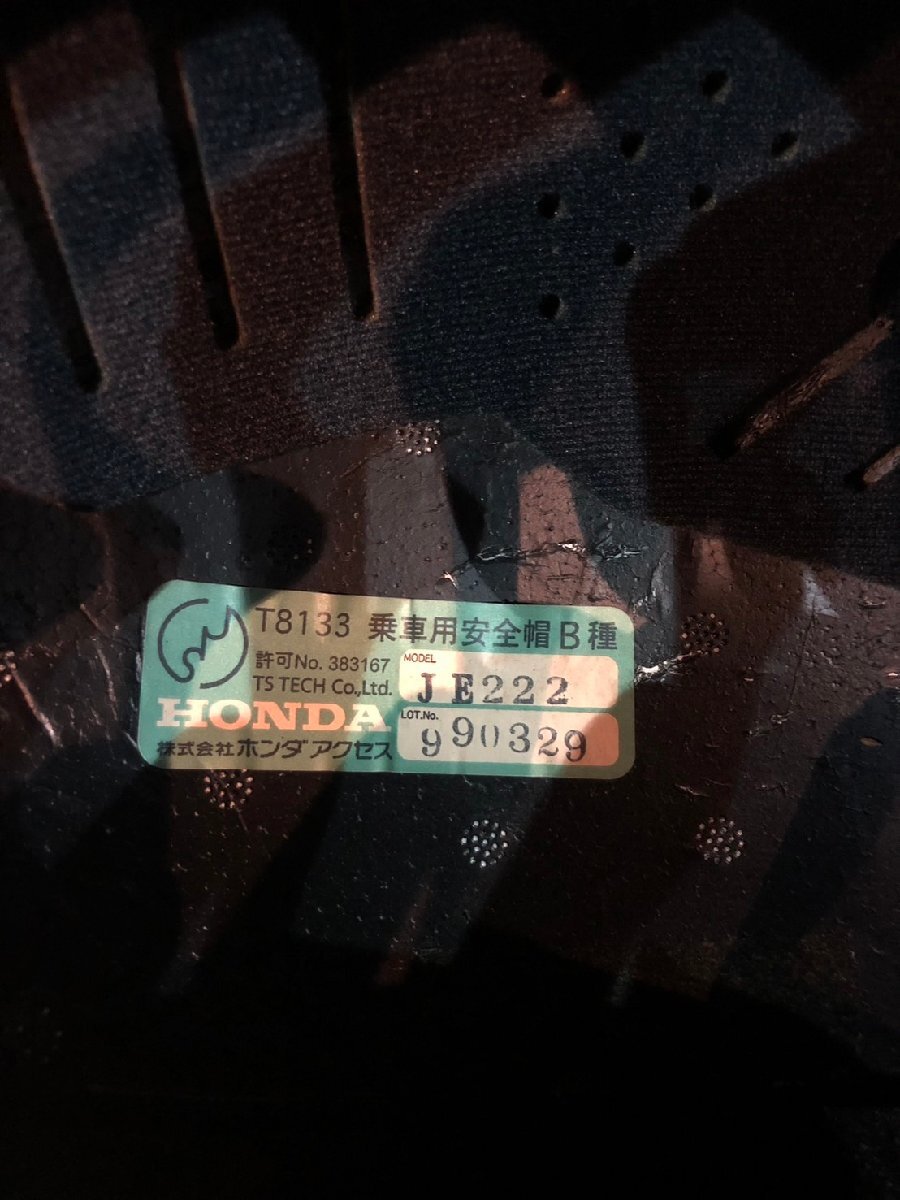 T8133 乗車用安全帽B種
許可No. 383167
TS TECH Co.,Ltd.
MODEL
JE222
HONDA
LOT.No.
990329
株式会社ホンダアクセス